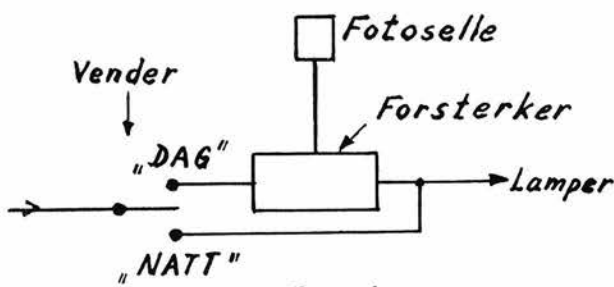 Fotoselle
Vender
Forsterker
„DAG"
Lamper
„NATT"